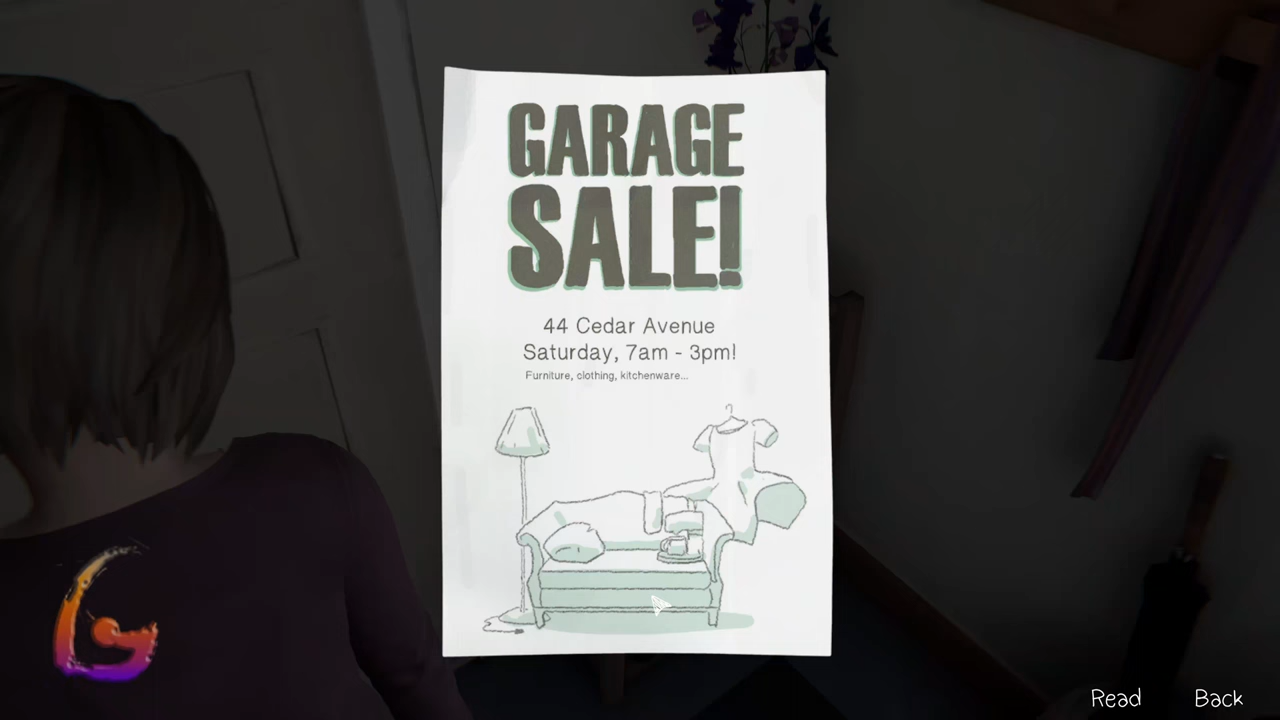 GARAGE
SALE!
44 Cedar Avenue
Saturday, 7am - 3pm!
Furniture, clothing, kitchenware...
Read
Back